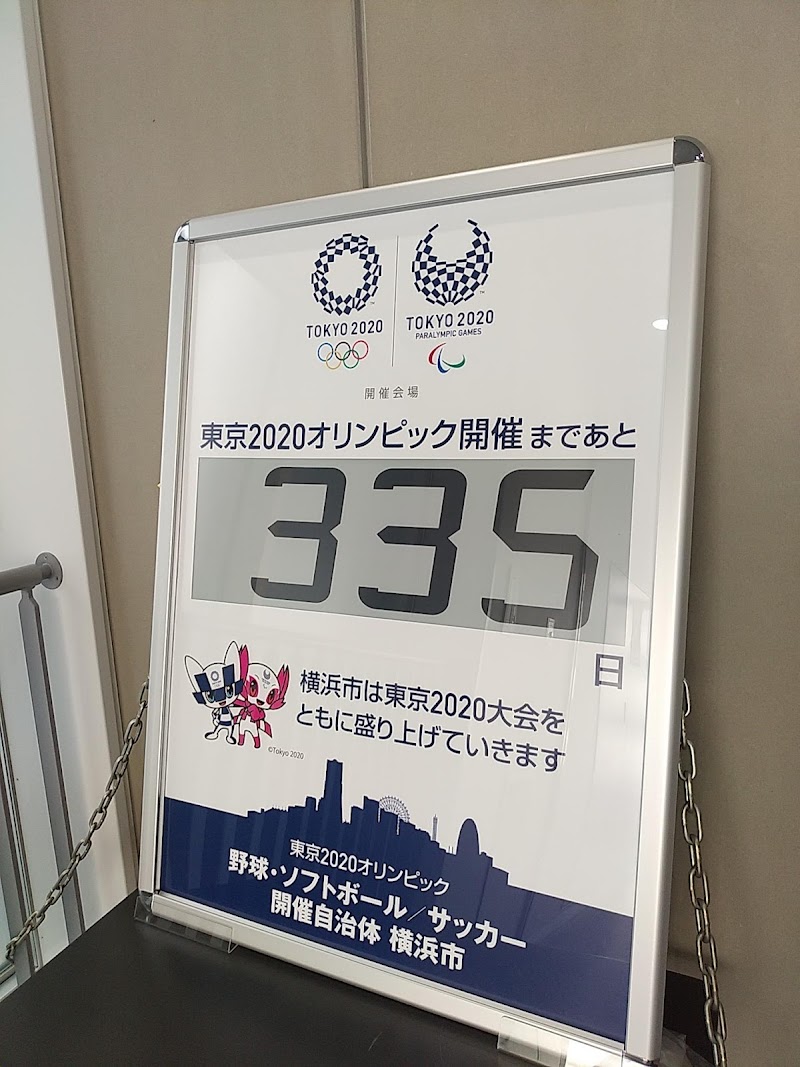 TOKYO 2020
TOKYO 2020
PARALYMPIC GAMES
開催会場
東京2020オリンピック開催まであと
335
日
横浜市は東京2020大会を
ともに盛り上げていきます
©Tokyo 2020
東京2020オリンピック
野球・ソフトボール/サッカー
開催自治体 横浜市